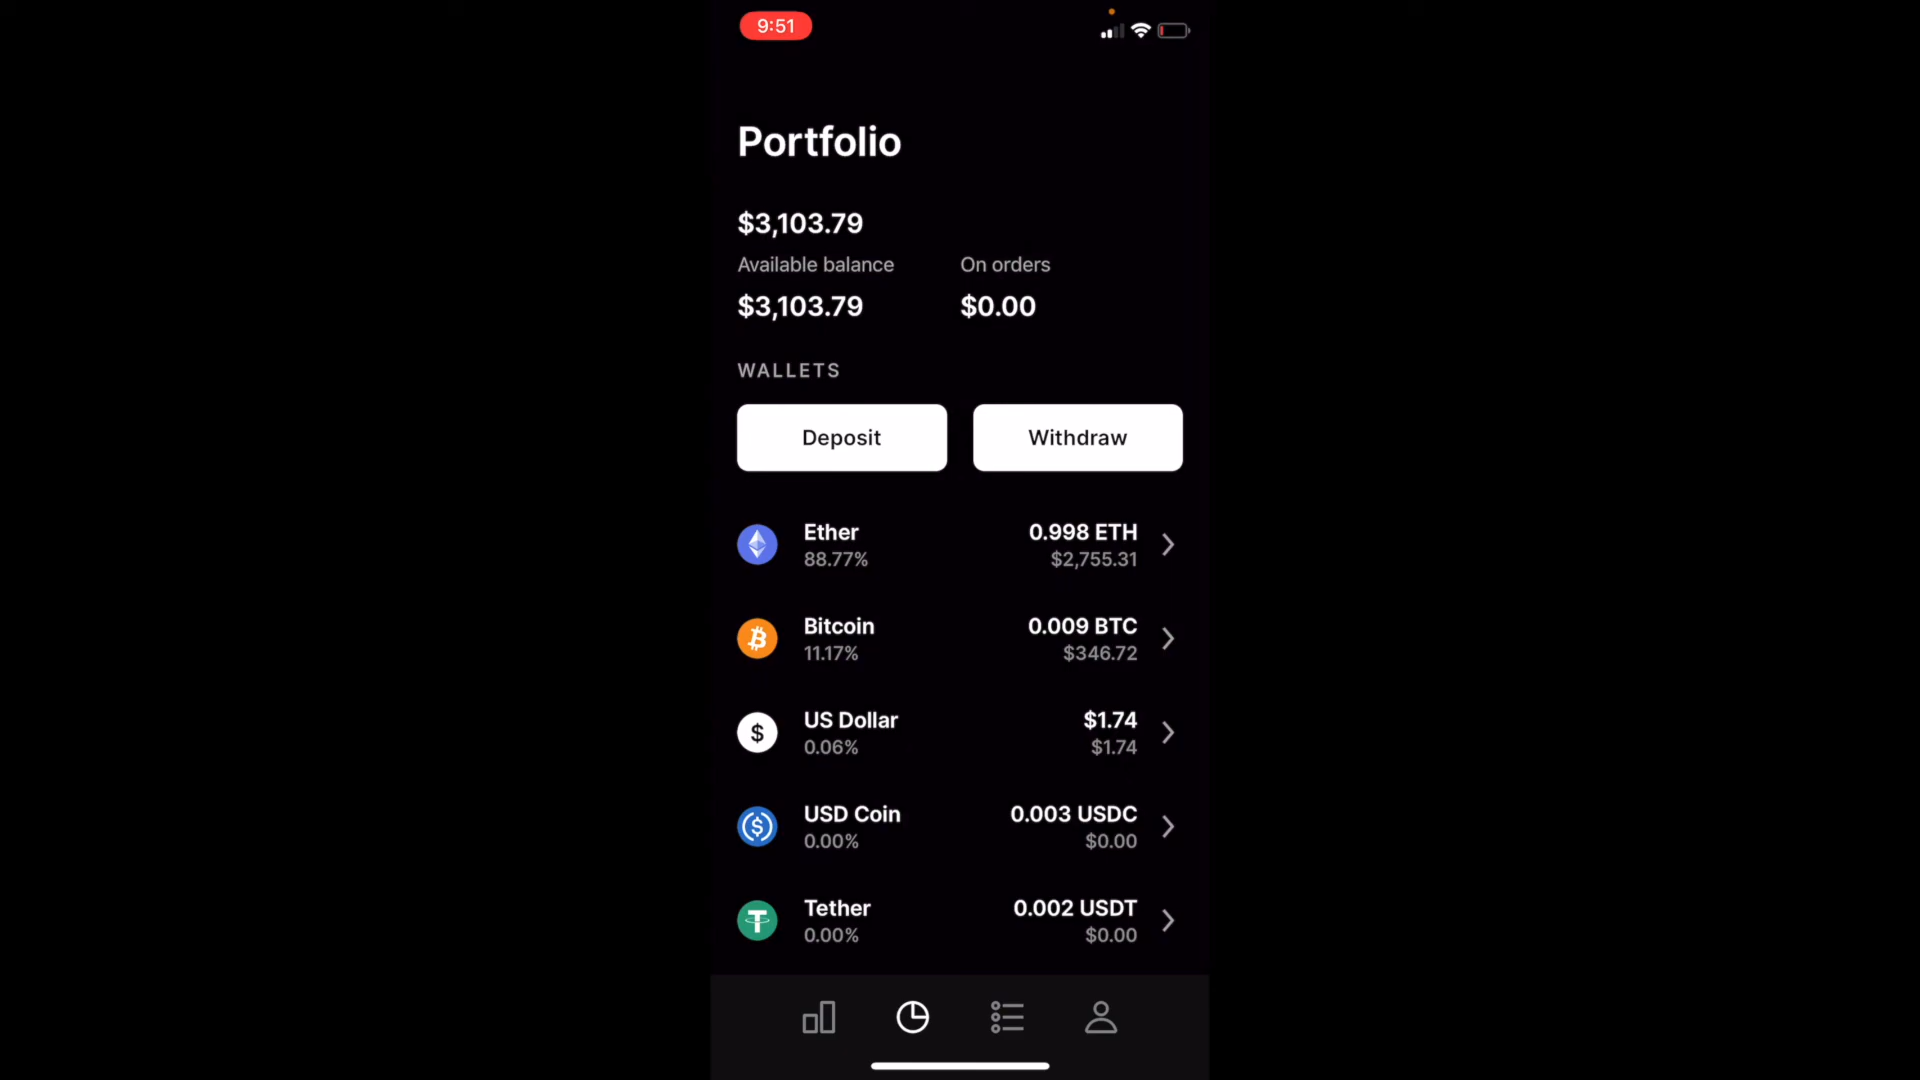 9:51
Portfolio
$3,103.79
Available balance On orders
$3,103.79 $0.00
WALLETS
Deposit Withdraw
Ether 0.998 ETH
88.77% $2,755.31
Bitcoin 0.009 BTC
11.17% $346.72
$
US Dollar $1.74
0.06% $1.74
USD Coin 0.003 USDC
0.00% $0.00
Tether 0.002 USDT
0.00% $0.00